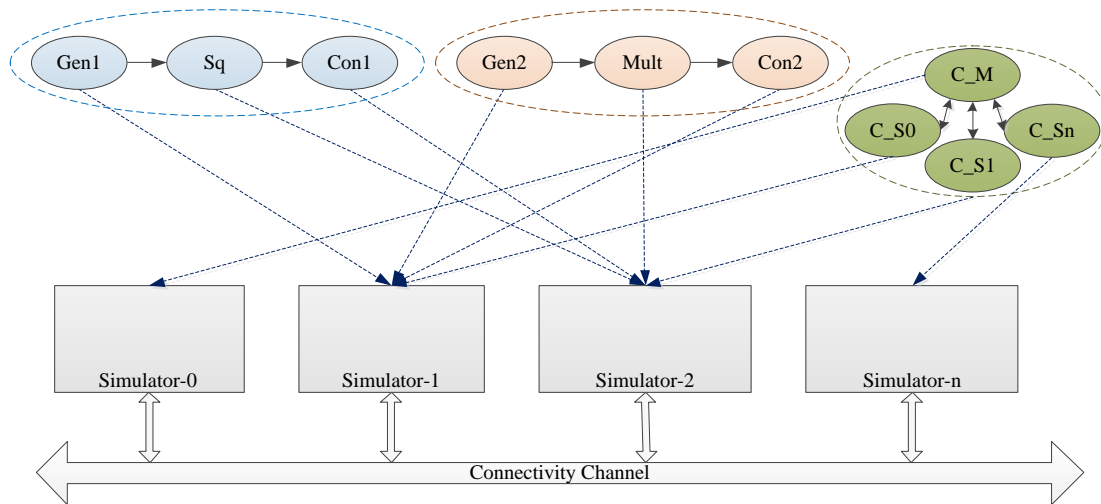 Gen1
Sq
Con1
Gen2
Mult
Con2
C_M
C_S0
C_Sn
C_S1
Simulator-0
Simulator-1
Simulator-2
Simulator-n
Connectivity Channel